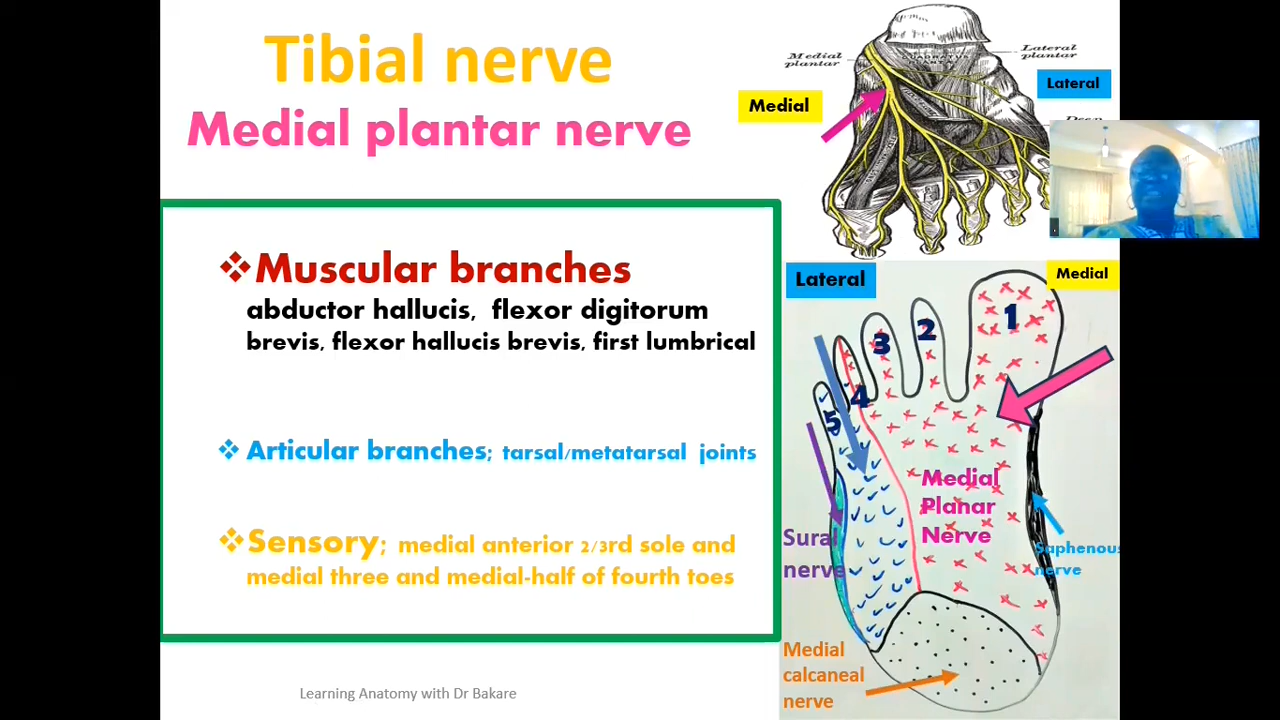 Tibial nerve
Medial plantar nerve
❖Muscular branches
abductor hallucis, flexor digitorum
brevis, flexor hallucis brevis, first lumbrical
❖ Articular branches; tarsal/metatarsal joints
❖Sensory; medial anterior 2/3rd sole and
medial three and medial-half of fourth toes
Learning Anatomy with Dr Bakare
Medial
plantar
Lateral
plantar
Medial
Lateral
Deep
Lateral
Medial
1
2
3
4
5
Medial
Planar
Nerve
Sural
nerve
Saphenous
nerve
Medial
calcaneal
nerve